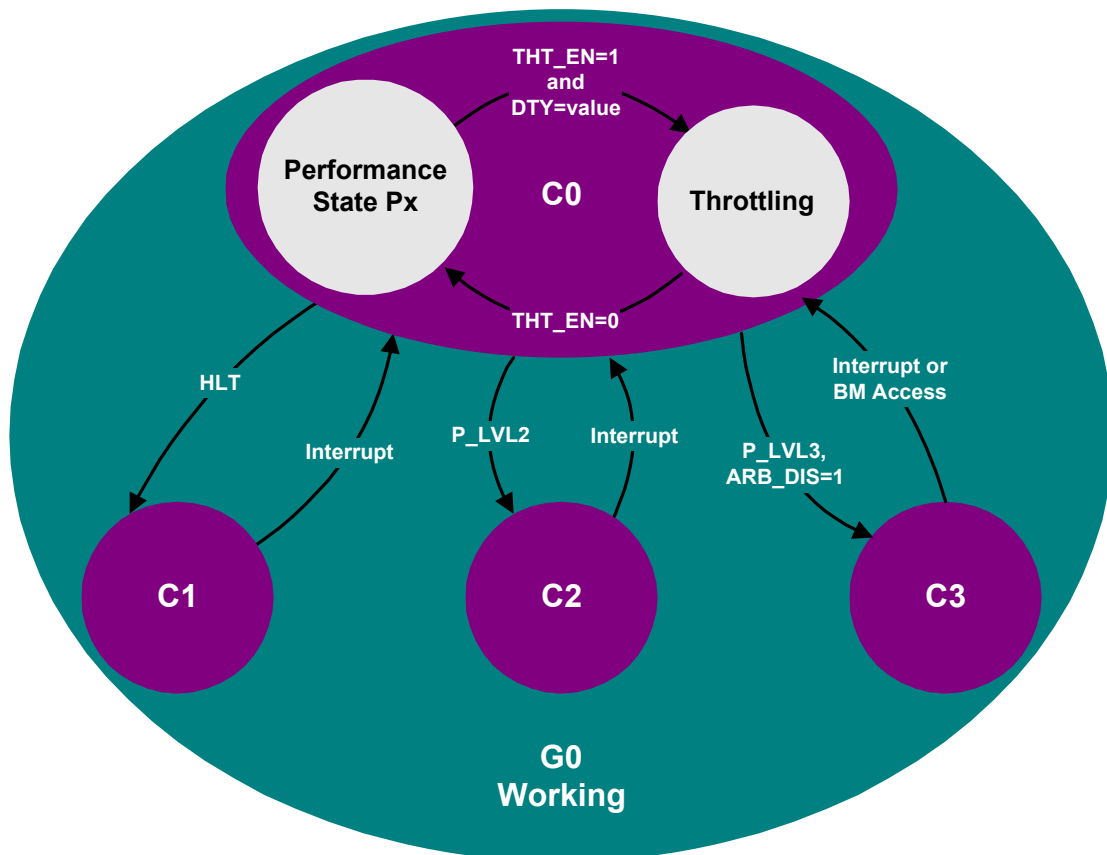 THT_EN=1
and
DTY=value
Performance
State Px
C0
Throttling
THT_EN=0
HLT
Interrupt
P_LVL2
Interrupt
P_LVL3,
ARB_DIS=1
Interrupt or
BM Access
C1
C2
C3
G0
Working